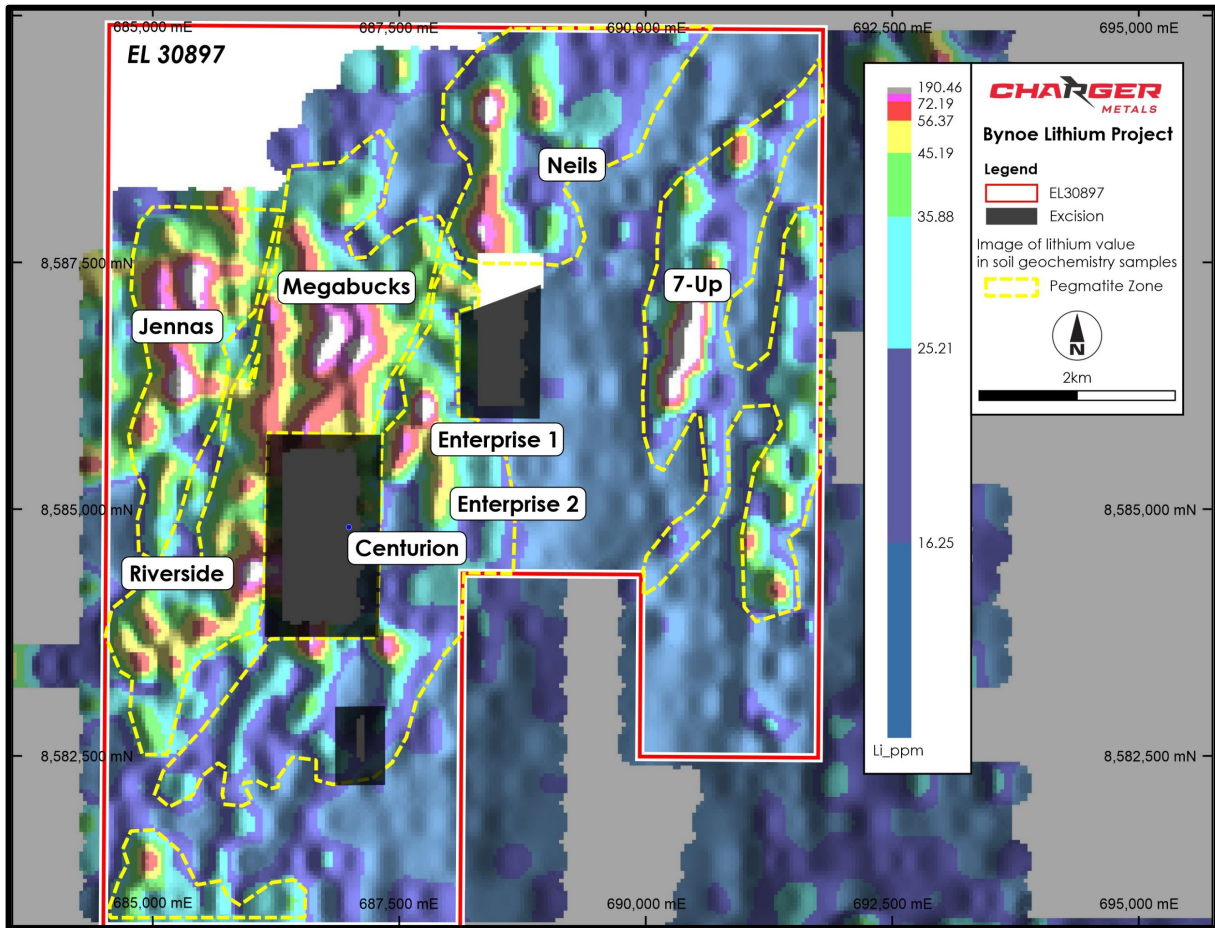 685,000 mE
687,500 mE
690,000 mE
692,500 mE
695,000 mE
EL 30897
190.46
72.19
56.37
45.19
35.88
25.21
16.25
Li_ppm
CHARGER
METALS
Bynoe Lithium Project
Legend
EL30897
Excision
Image of lithium value
in soil geochemistry samples
Pegmatite Zone
N
2km
Neils
8,587,500 mN
8,587,500 mN
Megabucks
7-Up
Jennas
Enterprise 1
Enterprise 2
8,585,000 mN
8,585,000 mN
Centurion
Riverside
8,582,500 mN
8,582,500 mN
685,000 mE
687,500 mE
690,000 mE
692,500 mE
695,000 mE